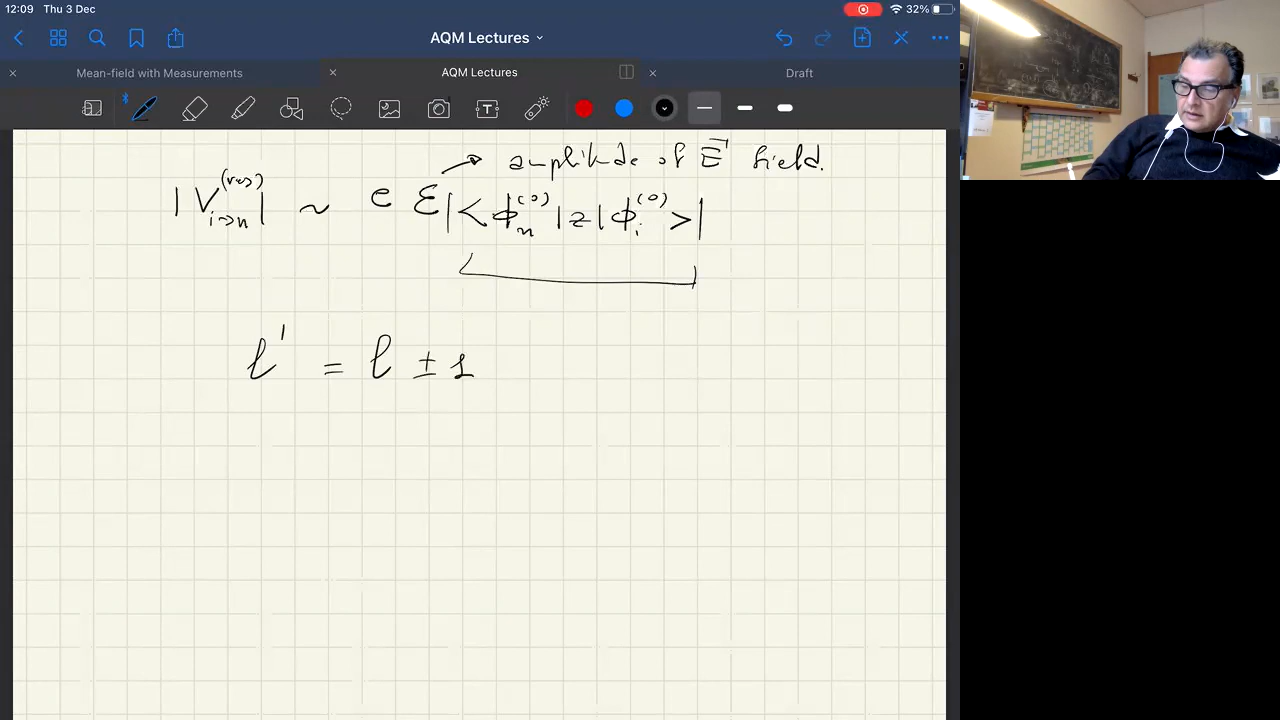 12:09 Thu 3 Dec
32%
AQM Lectures
Mean-field with Measurements
AQM Lectures
Draft
→ amplitude of E⃗ field.
|V_{i→n}^{(res)}| ~ e ℰ |<ϕ_n^{(0)}|z|ϕ_i^{(0)}>|
ℓ' = ℓ ± 1